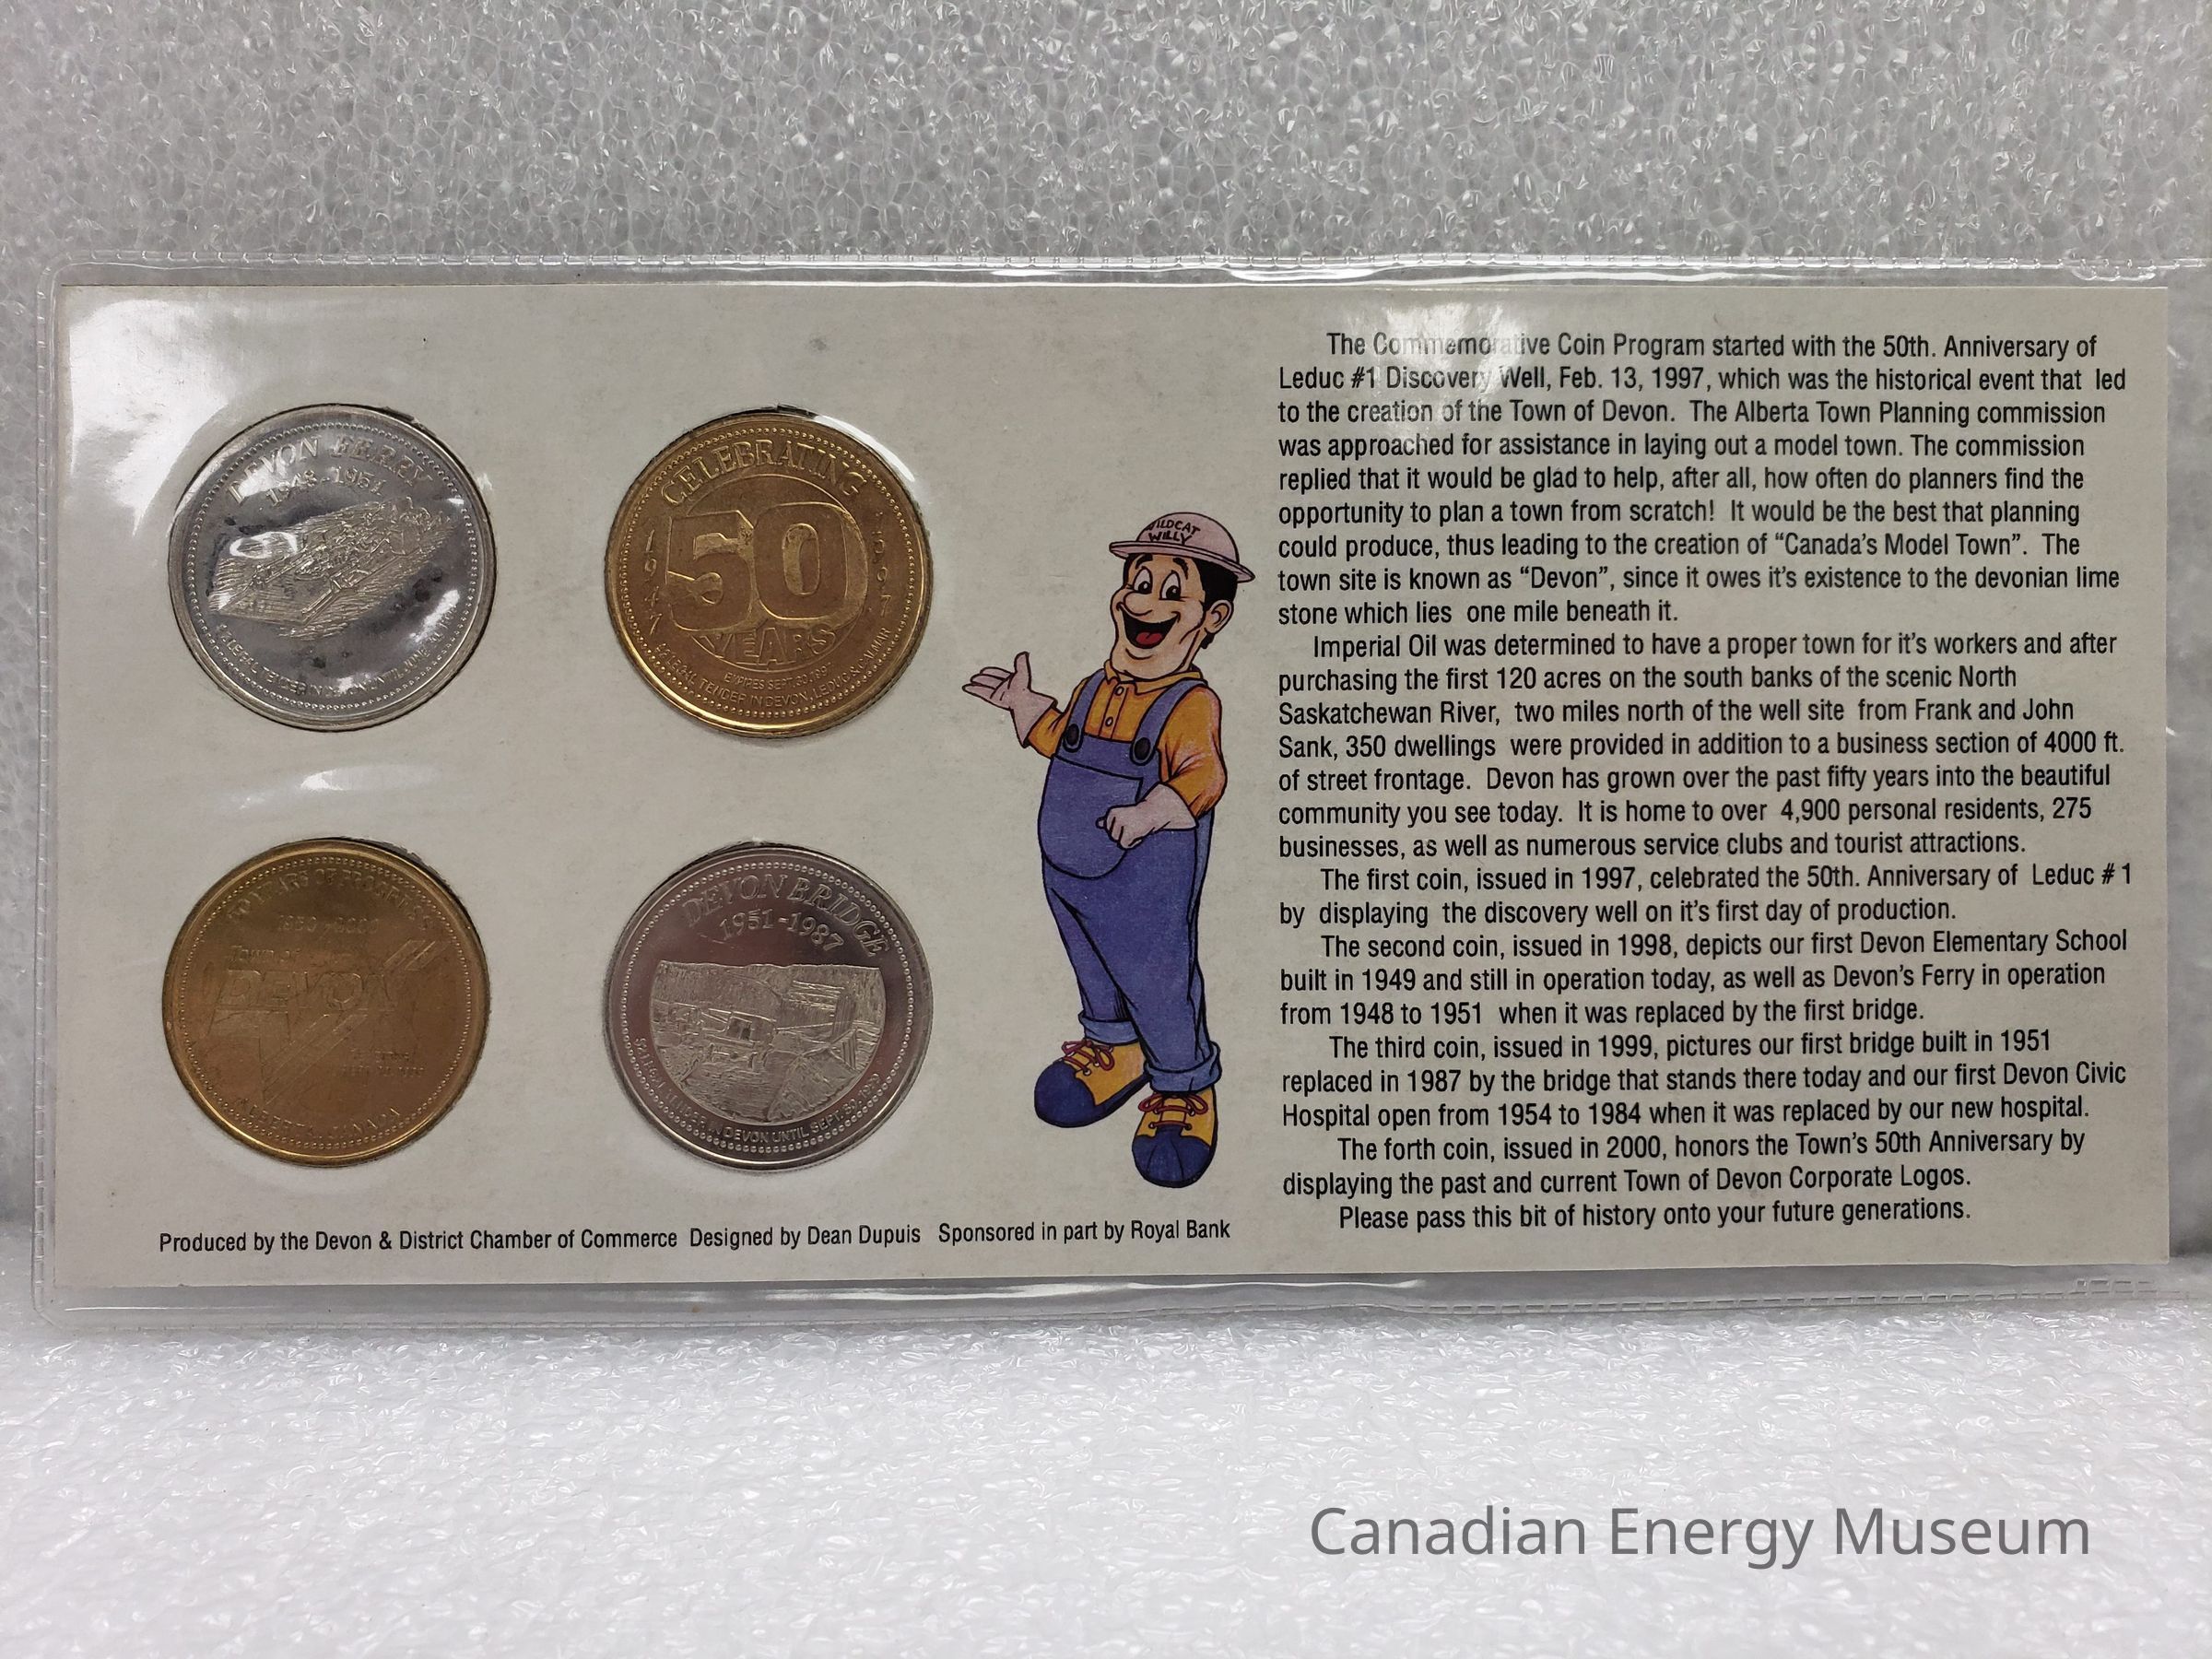 DEVON FERRY
1948-1951
CELEBRATING
1947
50
YEARS
$2 LEGAL TENDER IN DEVON, LEDUC & CALMAR
50 YEARS OF PROGRESS
1950 - 2000
TOWN OF
DEVON
ALBERTA, CANADA
DEVON BRIDGE
1951-1987
TENDER IN DEVON UNTIL SEPT. 30, 1999
WILDCAT
WILLY
The Commemorative Coin Program started with the 50th. Anniversary of
Leduc #1 Discovery Well, Feb. 13, 1997, which was the historical event that led
to the creation of the Town of Devon. The Alberta Town Planning commission
was approached for assistance in laying out a model town. The commission
replied that it would be glad to help, after all, how often do planners find the
opportunity to plan a town from scratch! It would be the best that planning
could produce, thus leading to the creation of “Canada’s Model Town”. The
town site is known as “Devon”, since it owes it’s existence to the devonian lime
stone which lies one mile beneath it.
Imperial Oil was determined to have a proper town for it’s workers and after
purchasing the first 120 acres on the south banks of the scenic North
Saskatchewan River, two miles north of the well site from Frank and John
Sank, 350 dwellings were provided in addition to a business section of 4000 ft.
of street frontage. Devon has grown over the past fifty years into the beautiful
community you see today. It is home to over 4,900 personal residents, 275
businesses, as well as numerous service clubs and tourist attractions.
The first coin, issued in 1997, celebrated the 50th. Anniversary of Leduc # 1
by displaying the discovery well on it’s first day of production.
The second coin, issued in 1998, depicts our first Devon Elementary School
built in 1949 and still in operation today, as well as Devon’s Ferry in operation
from 1948 to 1951 when it was replaced by the first bridge.
The third coin, issued in 1999, pictures our first bridge built in 1951
replaced in 1987 by the bridge that stands there today and our first Devon Civic
Hospital open from 1954 to 1984 when it was replaced by our new hospital.
The forth coin, issued in 2000, honors the Town’s 50th Anniversary by
displaying the past and current Town of Devon Corporate Logos.
Please pass this bit of history onto your future generations.
Produced by the Devon & District Chamber of Commerce Designed by Dean Dupuis Sponsored in part by Royal Bank
Canadian Energy Museum